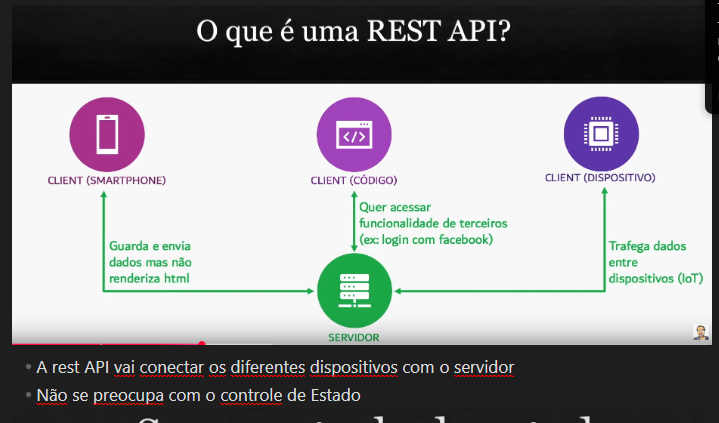 O que é uma REST API?
CLIENT (SMARTPHONE)
CLIENT (CÓDIGO)
CLIENT (DISPOSITIVO)
Guarda e envia
dados mas não
renderiza html
Quer acessar
funcionalidade de terceiros
(ex: login com facebook)
Trafega dados
entre
dispositivos (IoT)
SERVIDOR
A rest API vai conectar os diferentes dispositivos com o servidor
Não se preocupa com o controle de Estado